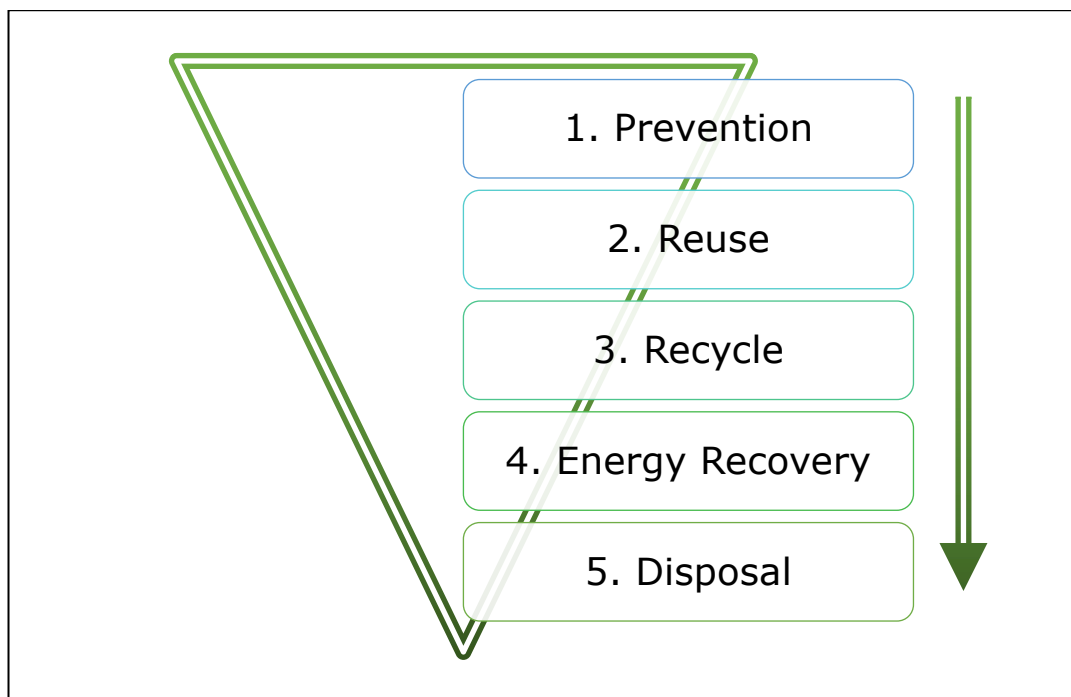 1. Prevention
2. Reuse
3. Recycle
4. Energy Recovery
5. Disposal